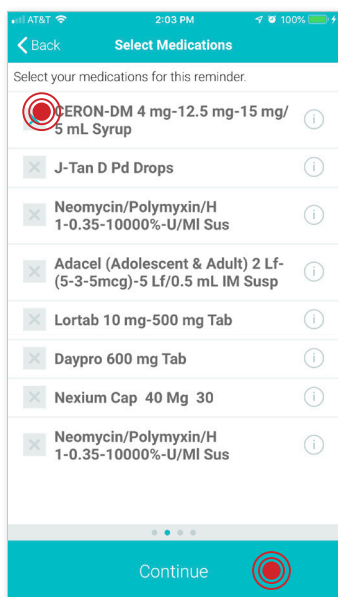 AT&T 2:03 PM 100%
Back Select Medications
Select your medications for this reminder.
CERON-DM 4 mg-12.5 mg-15 mg/
5 mL Syrup
J-Tan D Pd Drops
Neomycin/Polymyxin/H
1-0.35-10000%-U/Ml Sus
Adacel (Adolescent & Adult) 2 Lf-
(5-3-5mcg)-5 Lf/0.5 mL IM Susp
Lortab 10 mg-500 mg Tab
Daypro 600 mg Tab
Nexium Cap 40 Mg 30
Neomycin/Polymyxin/H
1-0.35-10000%-U/Ml Sus
Continue